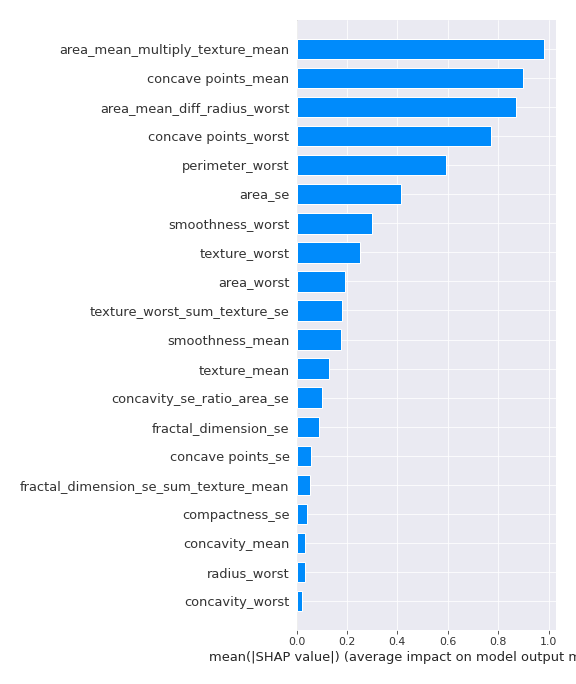 area_mean_multiply_texture_mean
concave points_mean
area_mean_diff_radius_worst
concave points_worst
perimeter_worst
area_se
smoothness_worst
texture_worst
area_worst
texture_worst_sum_texture_se
smoothness_mean
texture_mean
concavity_se_ratio_area_se
fractal_dimension_se
concave points_se
fractal_dimension_se_sum_texture_mean
compactness_se
concavity_mean
radius_worst
concavity_worst
0.0 0.2 0.4 0.6 0.8 1.0
mean(|SHAP value|) (average impact on model output m